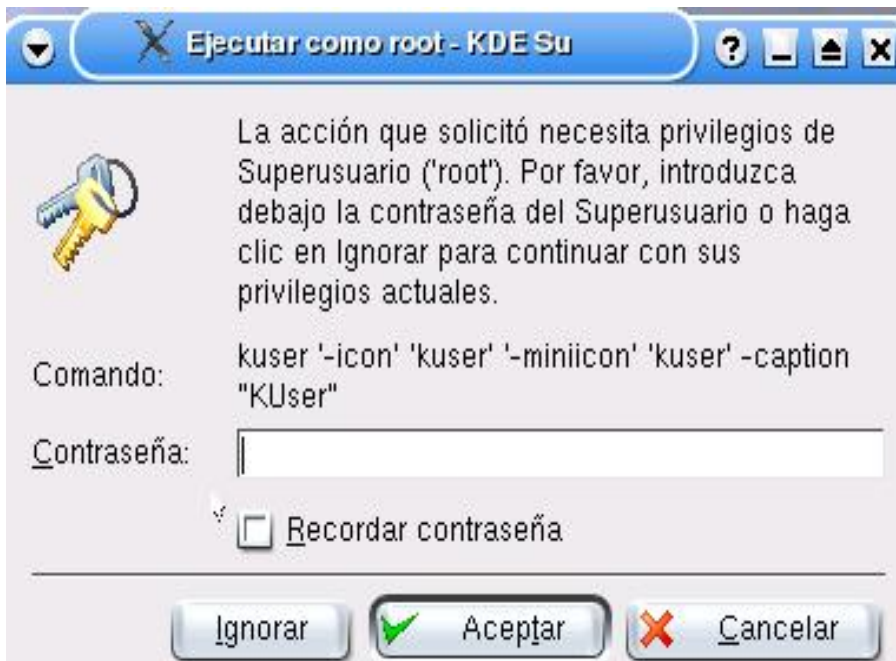 Ejecutar como root - KDE Su
?
La acción que solicitó necesita privilegios de
Superusuario ('root'). Por favor, introduzca
debajo la contraseña del Superusuario o haga
clic en Ignorar para continuar con sus
privilegios actuales.
Comando:
kuser '-icon' 'kuser' '-miniicon' 'kuser' -caption
"KUser"
Contraseña:
Recordar contraseña
Ignorar
Aceptar
Cancelar